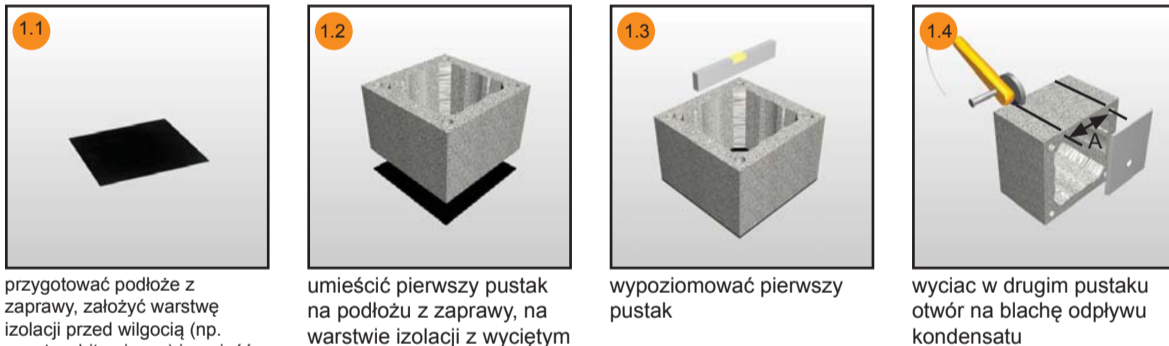 1.1
1.2
1.3
1.4
A
przygotować podłoże z
zaprawy, założyć warstwę
izolacji przed wilgocią (np.
umieścić pierwszy pustak
na podłożu z zaprawy, na
warstwie izolacji z wyciętym
wypoziomować pierwszy
pustak
wyciac w drugim pustaku
otwór na blachę odpływu
kondensatu